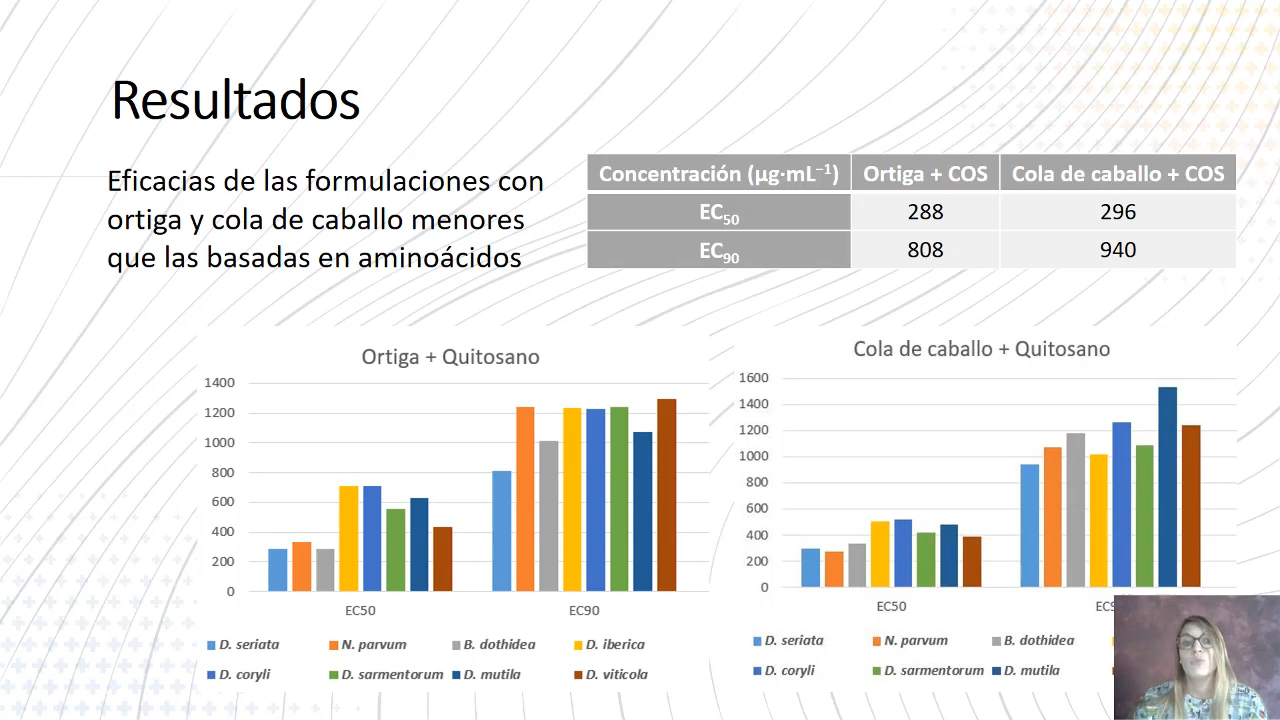 Resultados
Eficacias de las formulaciones con
ortiga y cola de caballo menores
que las basadas en aminoácidos
Concentración (µg·mL⁻¹) Ortiga + COS Cola de caballo + COS
EC₅₀ 288 296
EC₉₀ 808 940
Ortiga + Quitosano
1400
1200
1000
800
600
400
200
0
EC50 EC90
D. seriata N. parvum B. dothidea D. iberica
D. coryli D. sarmentorum D. mutila D. viticola
Cola de caballo + Quitosano
1600
1400
1200
1000
800
600
400
200
0
EC50
D. seriata N. parvum B. dothidea
D. coryli D. sarmentorum D. mutila